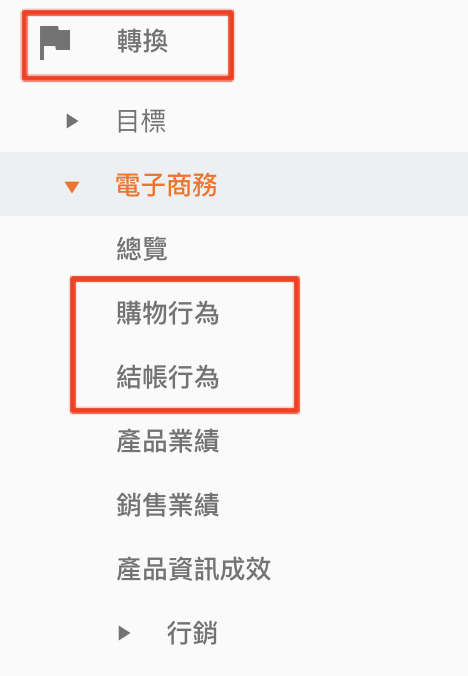 轉換
目標
電子商務
總覽
購物行為
結帳行為
產品業績
銷售業績
產品資訊成效
行銷